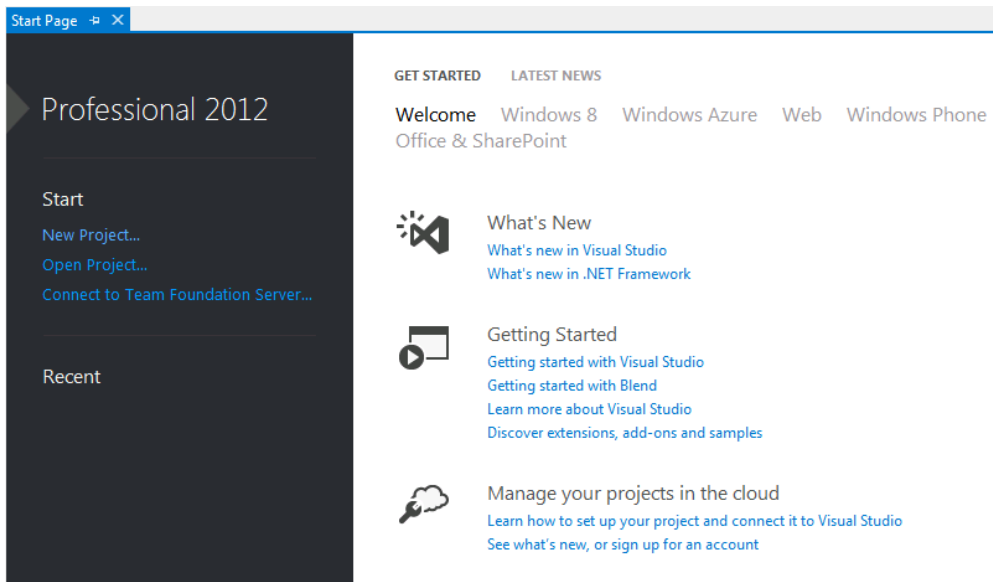 Start Page
Professional 2012
Start
New Project...
Open Project...
Connect to Team Foundation Server...
Recent
GET STARTED LATEST NEWS
Welcome Windows 8 Windows Azure Web Windows Phone
Office & SharePoint
What's New
What's new in Visual Studio
What's new in .NET Framework
Getting Started
Getting started with Visual Studio
Getting started with Blend
Learn more about Visual Studio
Discover extensions, add-ons and samples
Manage your projects in the cloud
Learn how to set up your project and connect it to Visual Studio
See what's new, or sign up for an account